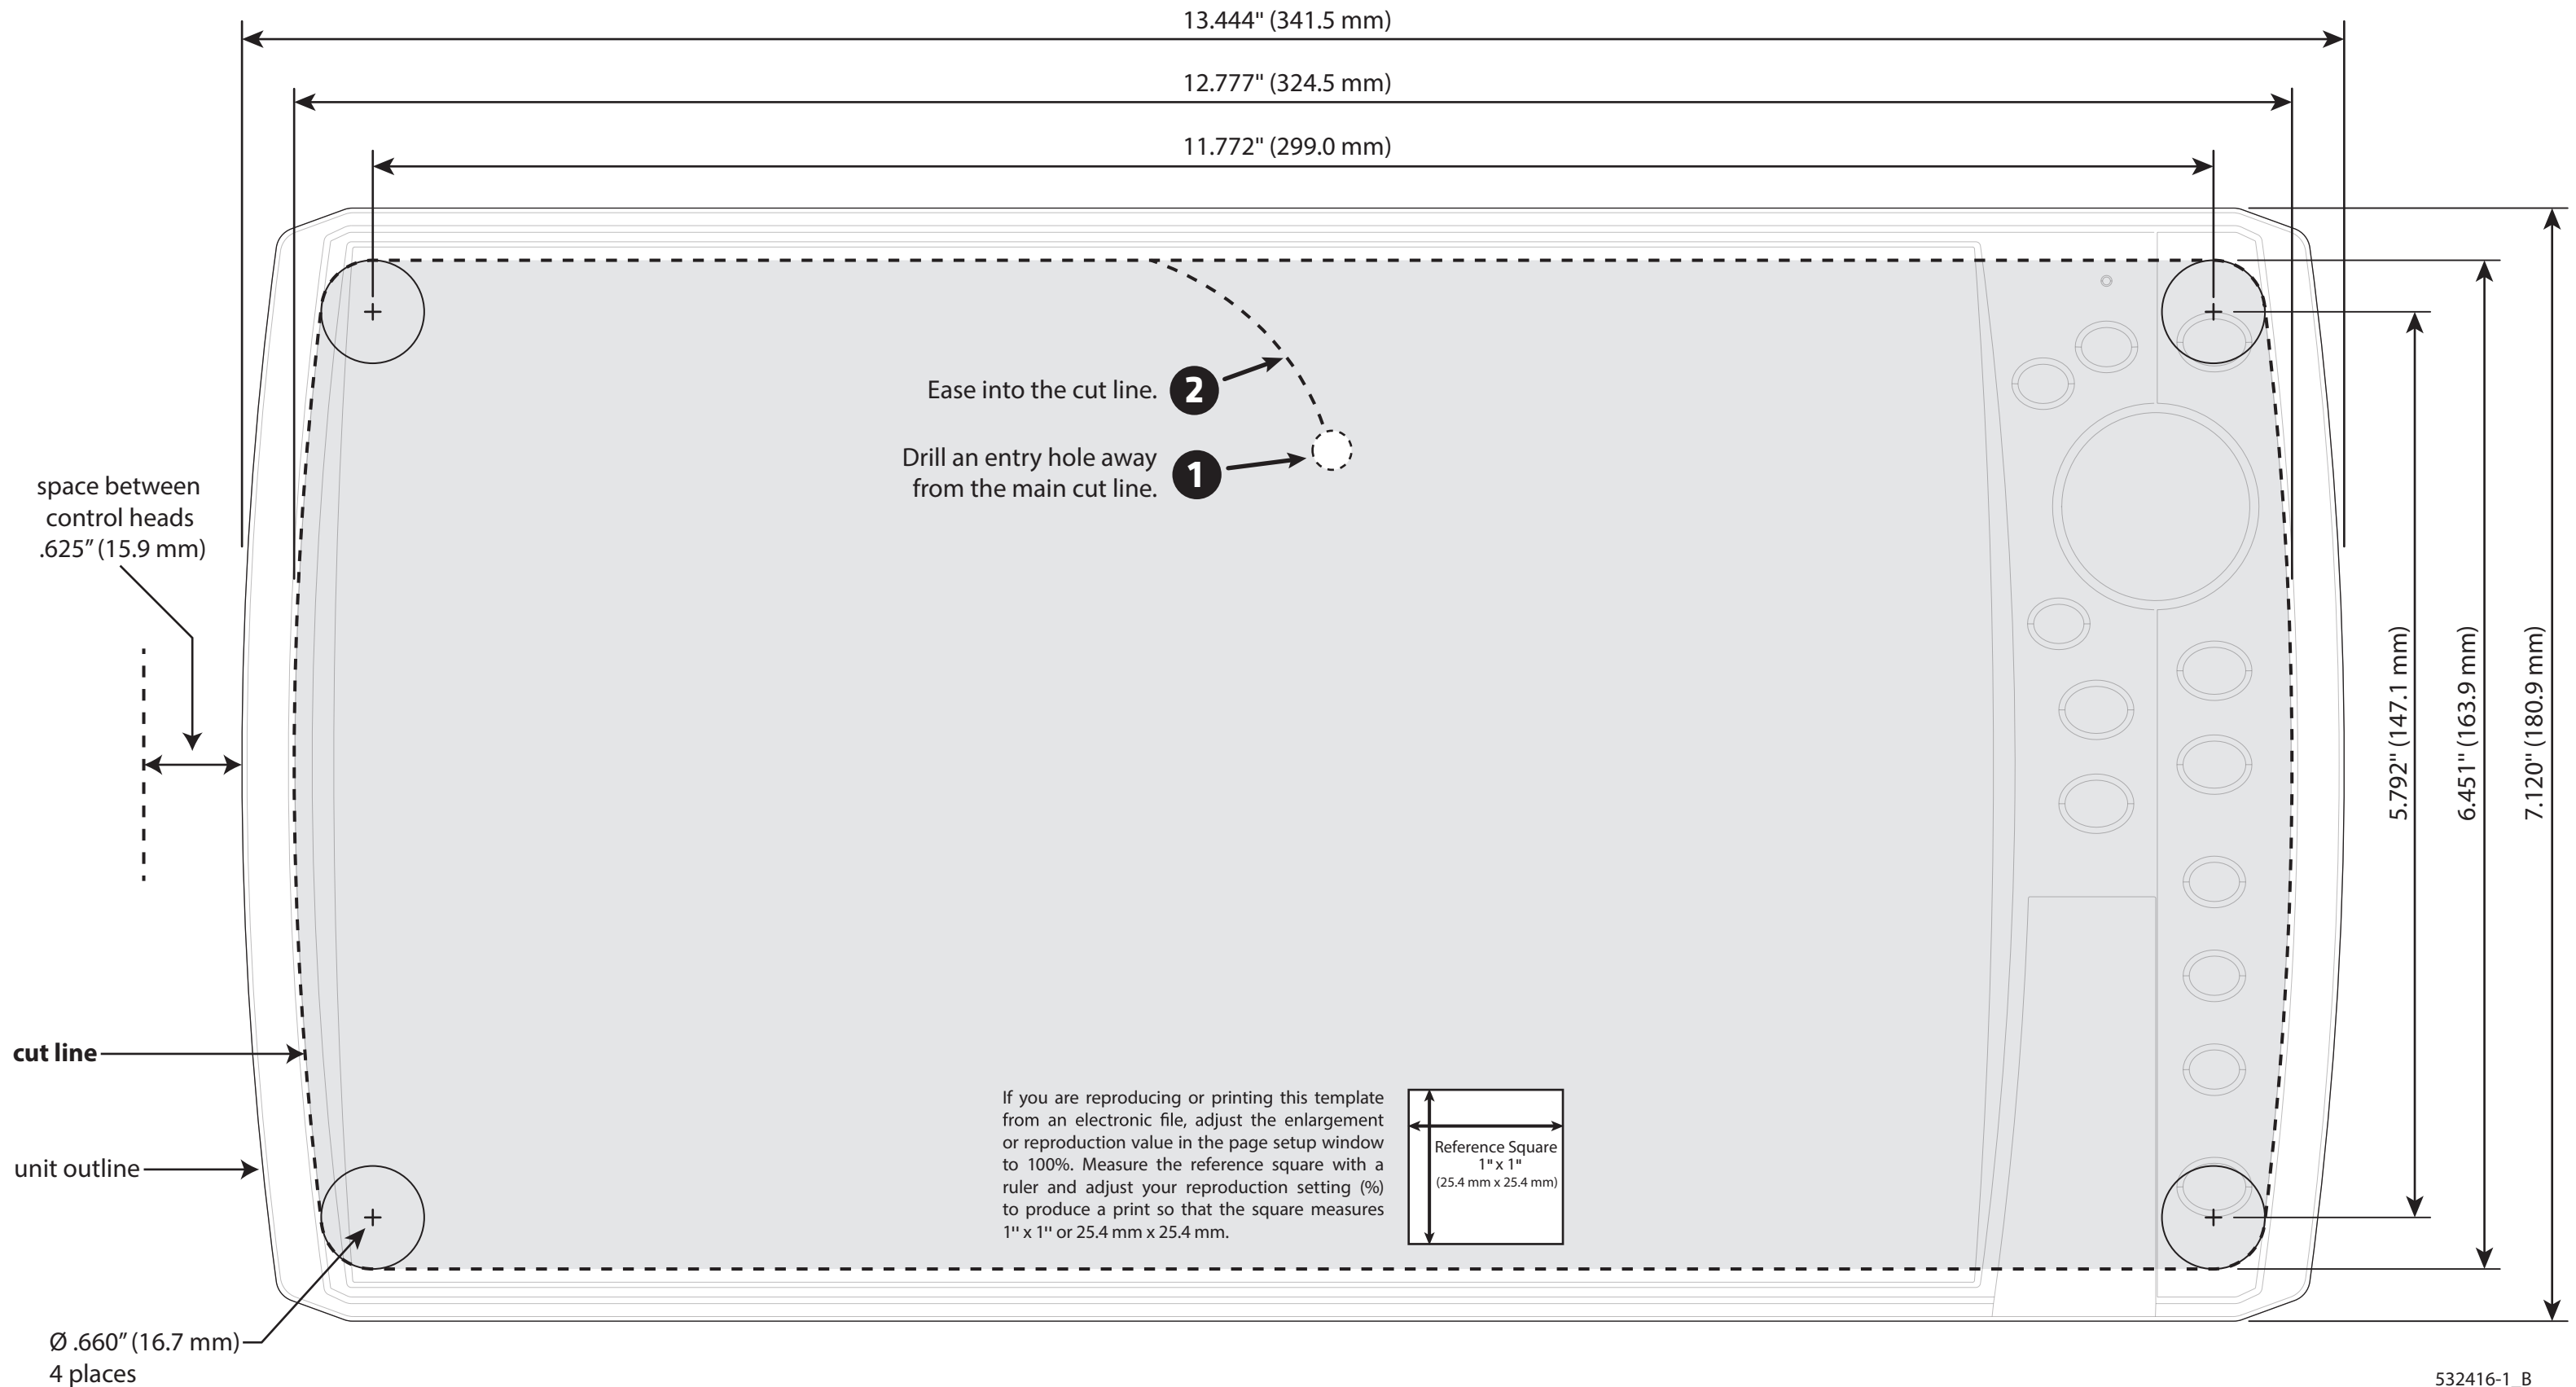 13.444" (341.5 mm)
12.777" (324.5 mm)
11.772" (299.0 mm)
Ease into the cut line.
2
Drill an entry hole away
from the main cut line.
1
space between
control heads
.625” (15.9 mm)
5.792" (147.1 mm)
6.451" (163.9 mm)
7.120" (180.9 mm)
cut line
unit outline
If you are reproducing or printing this template
from an electronic file, adjust the enlargement
or reproduction value in the page setup window
to 100%. Measure the reference square with a
ruler and adjust your reproduction setting (%)
to produce a print so that the square measures
1" x 1" or 25.4 mm x 25.4 mm.
Reference Square
1" x 1"
(25.4 mm x 25.4 mm)
Ø .660” (16.7 mm)
4 places
532416-1_B